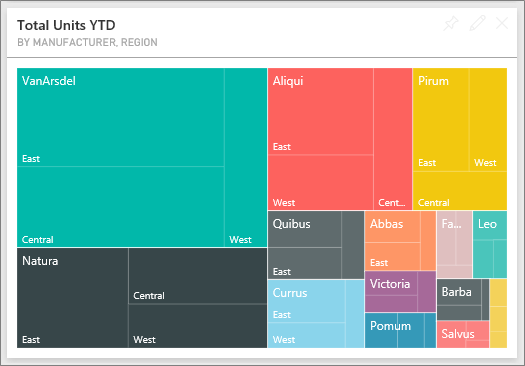 Total Units YTD
BY MANUFACTURER, REGION
VanArsdel
East
Central
West
Aliqui
East
West
Cent...
Pirum
East
West
Central
Natura
East
Central
West
Quibus
East
Currus
East
West
Abbas
East
Victoria
Pomum
Fa...
Leo
Barba
Salvus